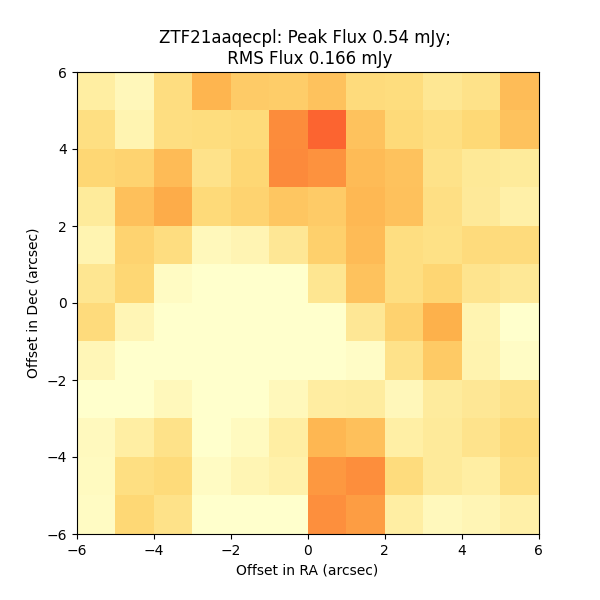 ZTF21aaqecpl: Peak Flux 0.54 mJy;
RMS Flux 0.166 mJy
6
4
2
0
−2
−4
−6
Offset in Dec (arcsec)
−6 −4 −2 0 2 4 6
Offset in RA (arcsec)